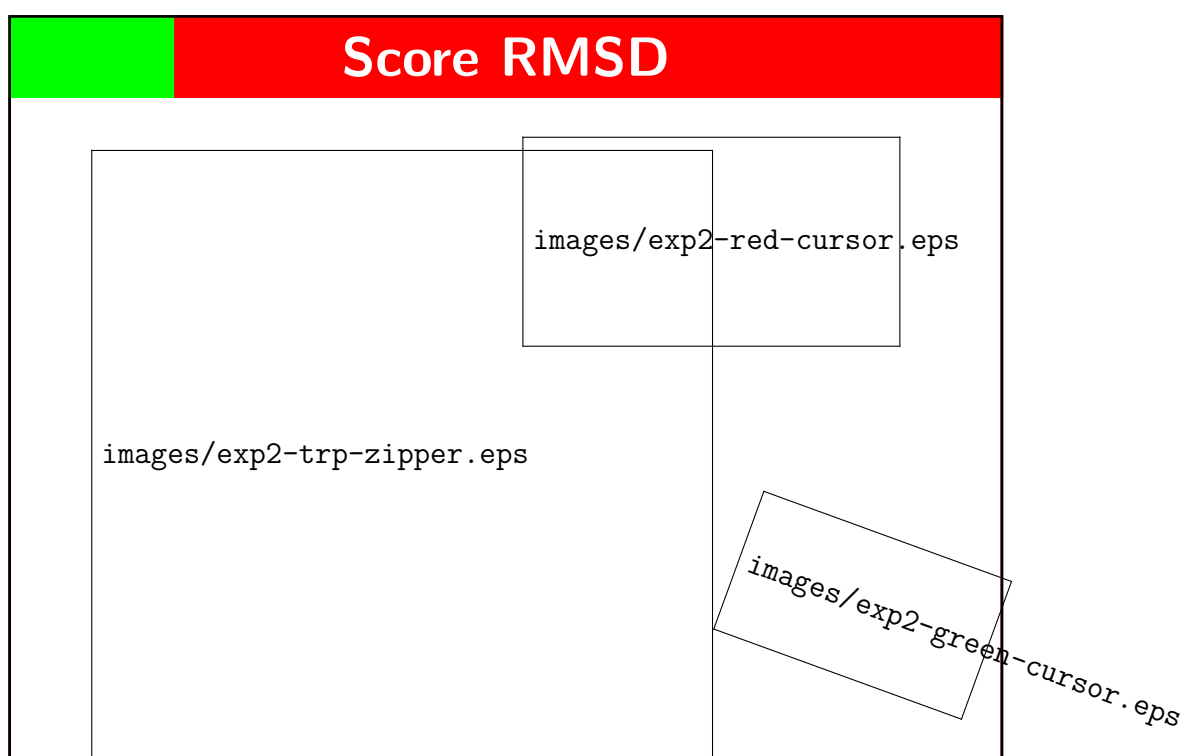 Score RMSD
images/exp2-red-cursor.eps
images/exp2-trp-zipper.eps
images/exp2-green-cursor.eps